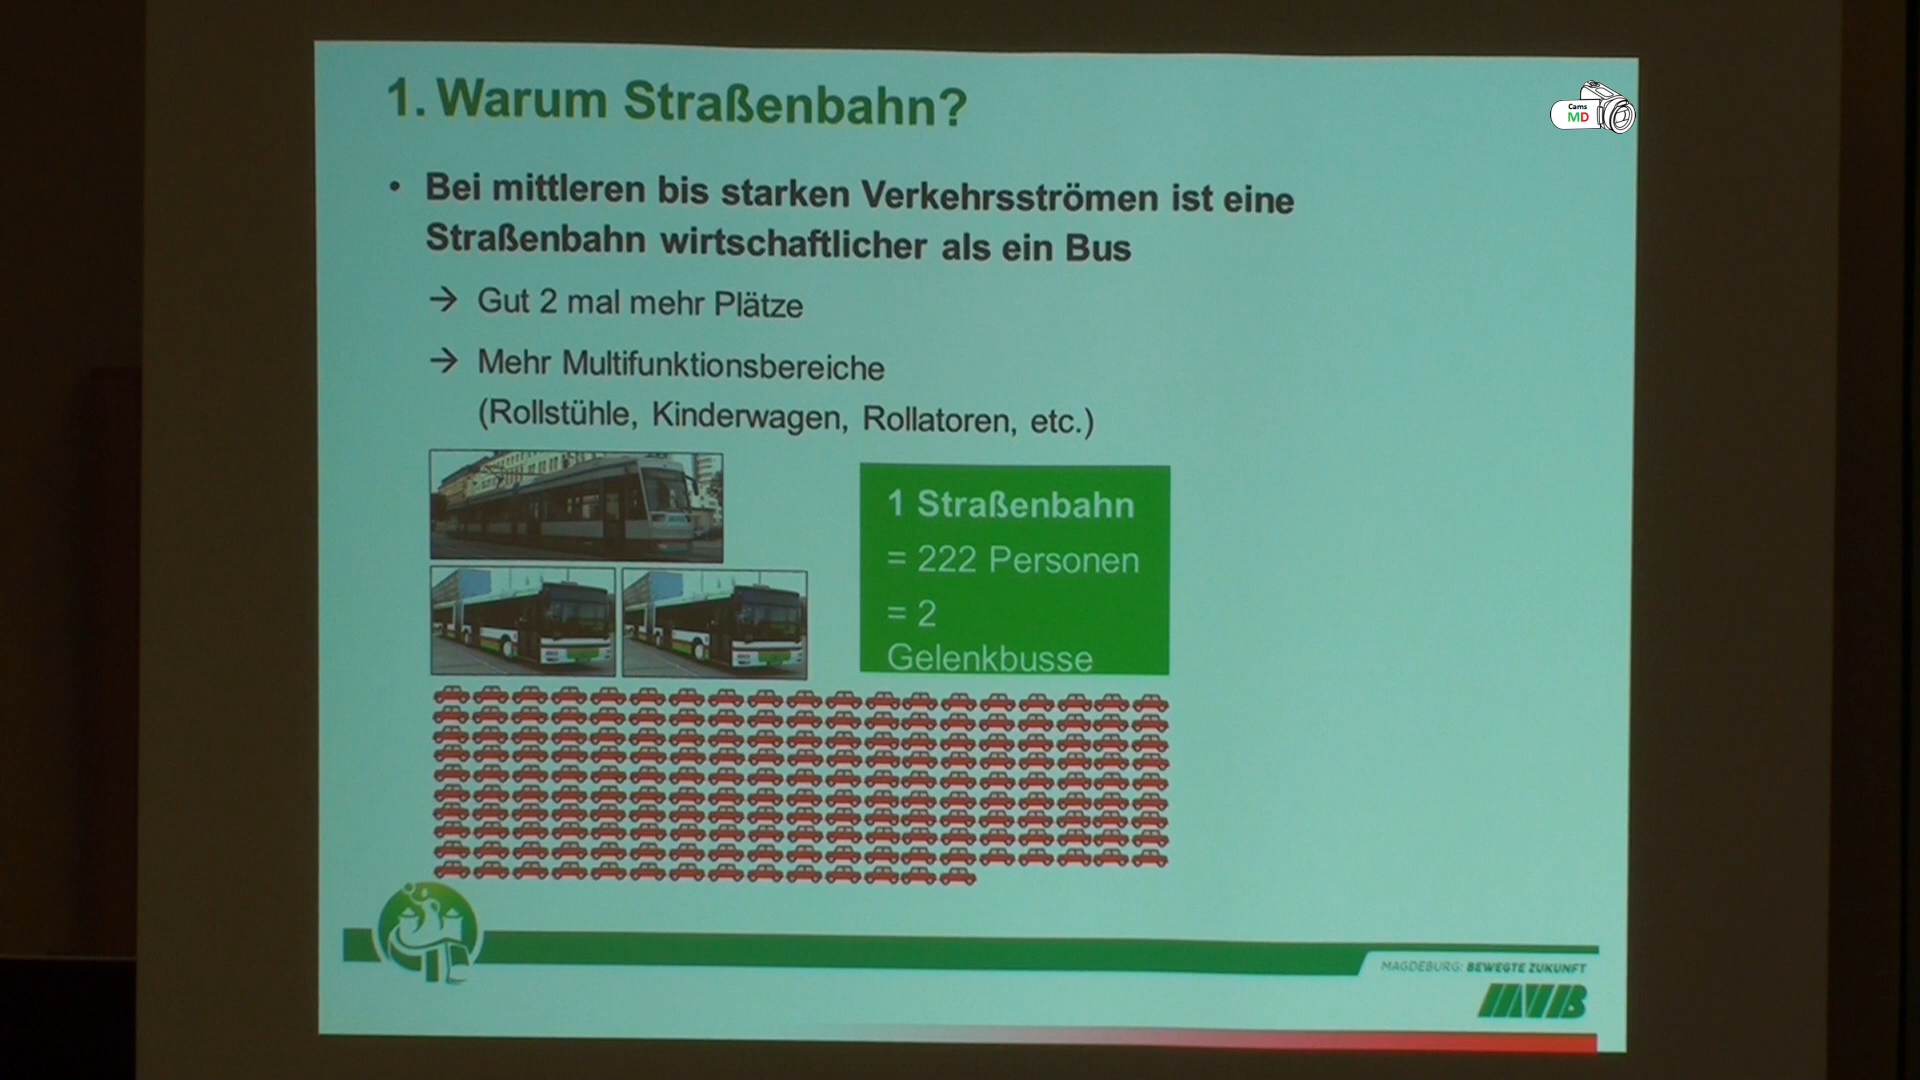 1. Warum Straßenbahn?
Cams
MD
• Bei mittleren bis starken Verkehrsströmen ist eine
Straßenbahn wirtschaftlicher als ein Bus
→ Gut 2 mal mehr Plätze
→ Mehr Multifunktionsbereiche
(Rollstühle, Kinderwagen, Rollatoren, etc.)
1 Straßenbahn
= 222 Personen
= 2
Gelenkbusse
MAGDEBURG: BEWEGTE ZUKUNFT
MVB